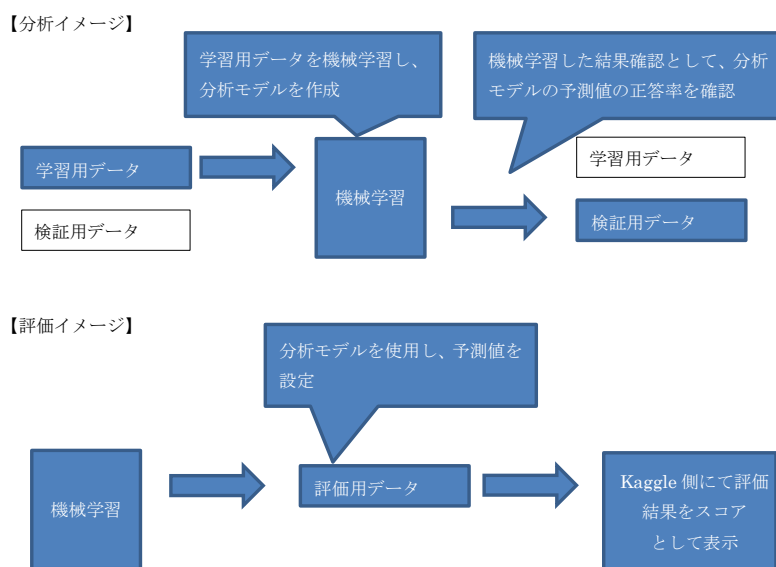 【分析イメージ】
学習用データを機械学習し、
分析モデルを作成
機械学習した結果確認として、分析
モデルの予測値の正答率を確認
学習用データ
検証用データ
機械学習
学習用データ
検証用データ
【評価イメージ】
分析モデルを使用し、予測値を
設定
機械学習
評価用データ
Kaggle 側にて評価
結果をスコア
として表示